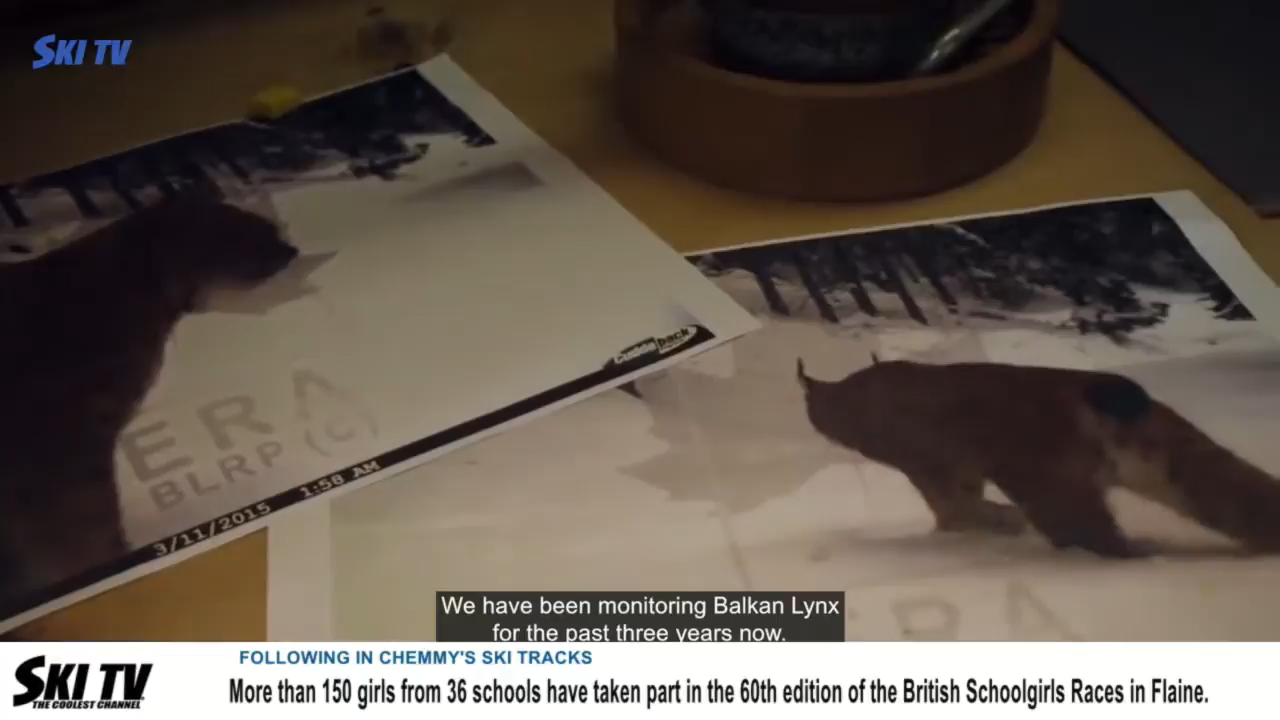 SKI TV
Cuddeback
ERA
BLRP (C)
3/11/2015 1:58 AM
ERA
We have been monitoring Balkan Lynx
for the past three years now.
SKI TV
THE COOLEST CHANNEL
FOLLOWING IN CHEMMY'S SKI TRACKS
More than 150 girls from 36 schools have taken part in the 60th edition of the British Schoolgirls Races in Flaine.